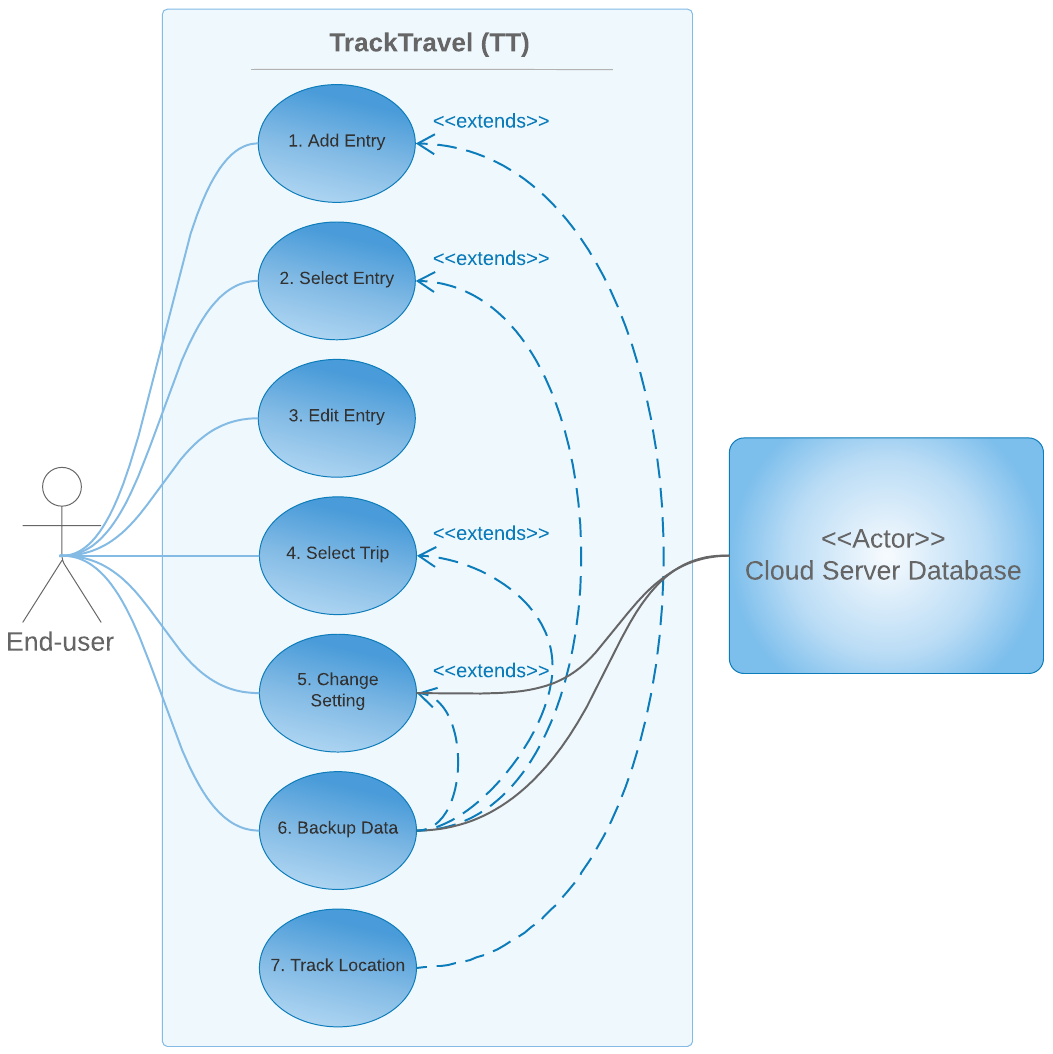 TrackTravel (TT)
<<extends>>
1. Add Entry
<<extends>>
2. Select Entry
3. Edit Entry
<<extends>>
4. Select Trip
<<Actor>>
Cloud Server Database
End-user
<<extends>>
5. Change
Setting
6. Backup Data
7. Track Location